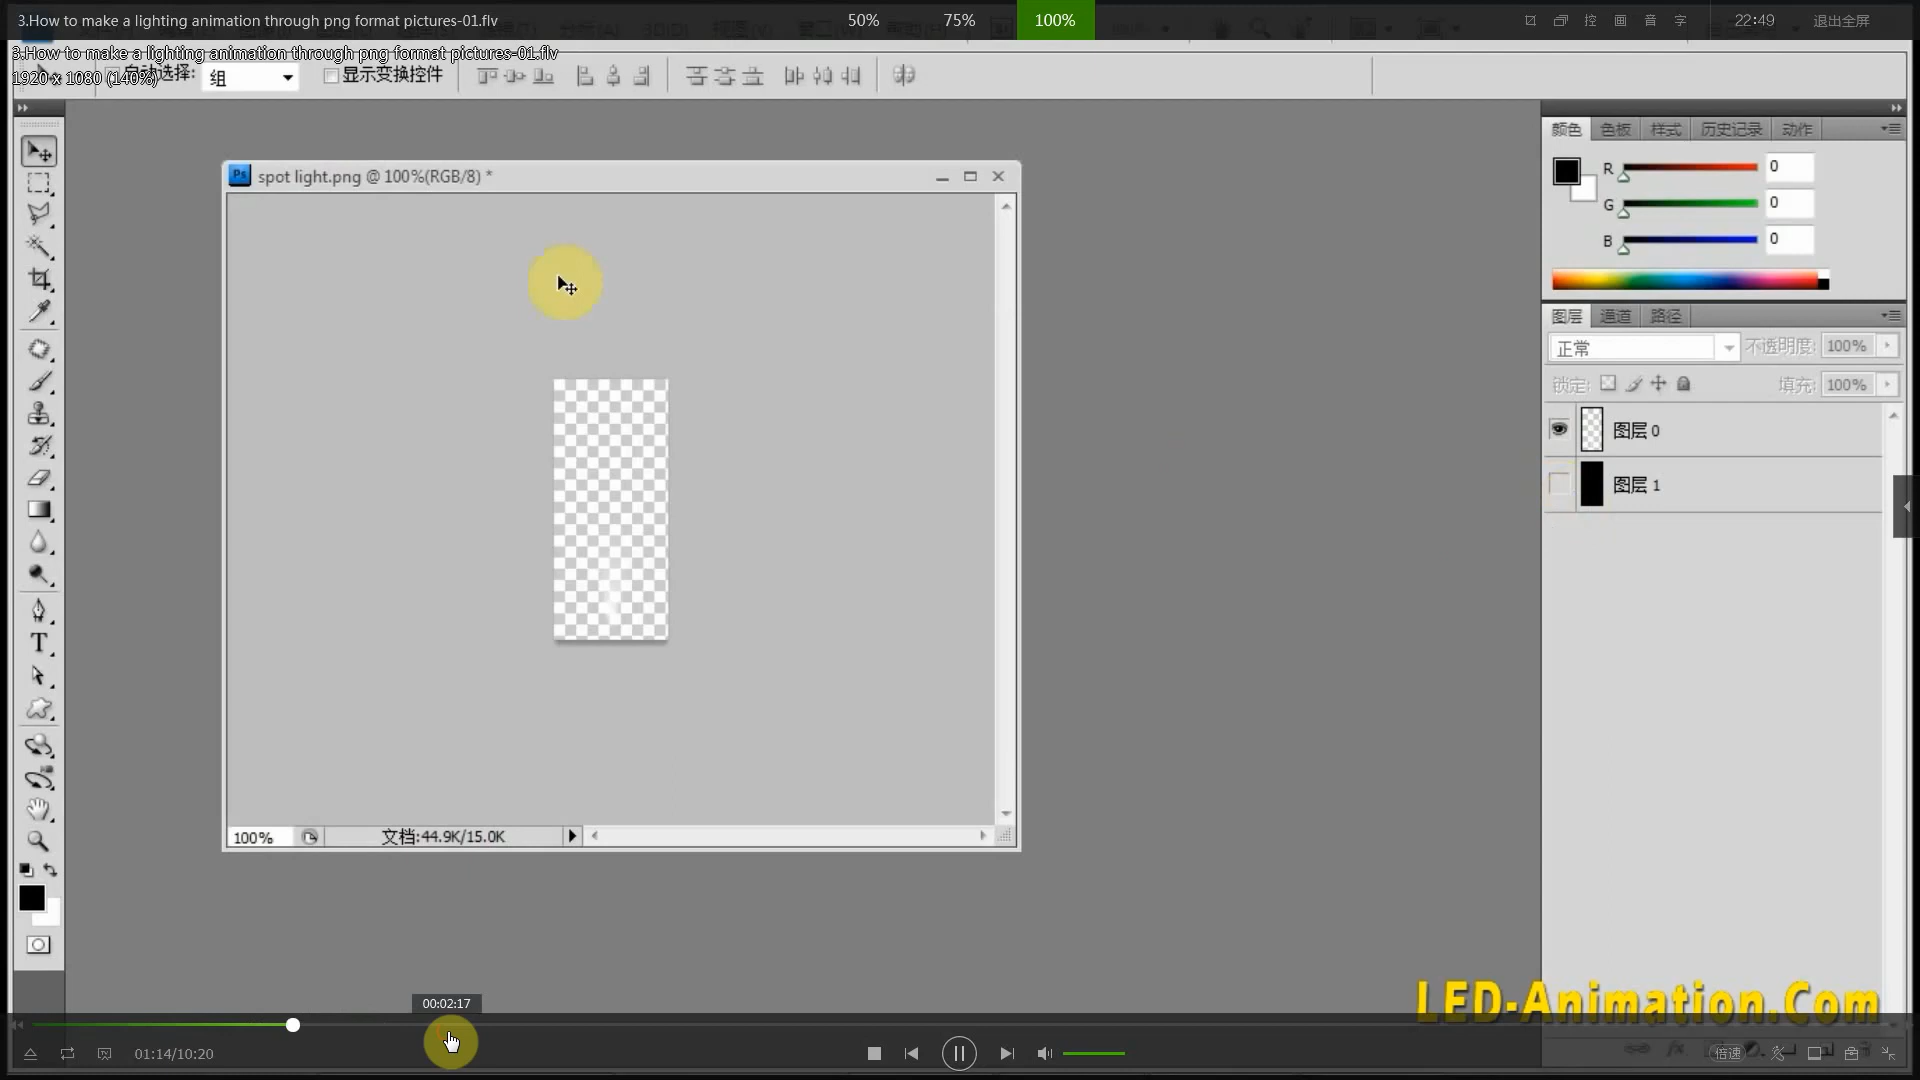 3.How to make a lighting animation through png format pictures-01.flv
50%
75%
100%
控
画
音
字
22:49
退出全屏
3.How to make a lighting animation through png format pictures-01.flv
1920 x 1080 (140%)
自动选择:
组
显示变换控件
颜色
色板
样式
历史记录
动作
Ps
spot light.png @ 100%(RGB/8) *
R
0
G
0
B
0
图层
通道
路径
正常
不透明度:
100%
锁定:
填充:
100%
图层 0
图层 1
T
100%
文档:44.9K/15.0K
LED-Animation.Com
00:02:17
01:14/10:20
倍速